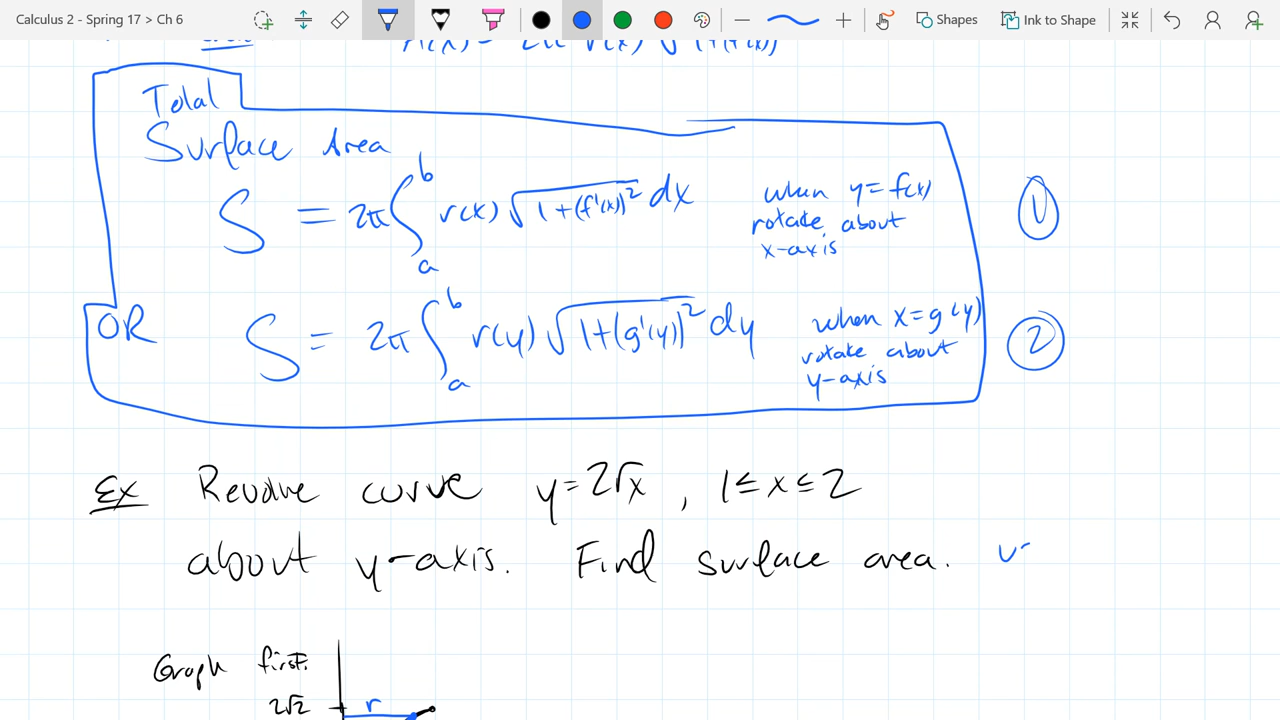 Calculus 2 - Spring 17 > Ch 6
Shapes
Ink to Shape
Total
Surface Area
S = 2π ∫ₐᵇ r(x) √(1+(f'(x))²) dx
when y=f(x)
rotate about
x-axis
①
OR
S = 2π ∫ₐᵇ r(y) √(1+(g'(y))²) dy
when x=g(y)
rotate about
y-axis
②
Ex Revolve curve y=2√x , 1≤x≤2
about y-axis. Find surface area.
Graph first.
2√2
r